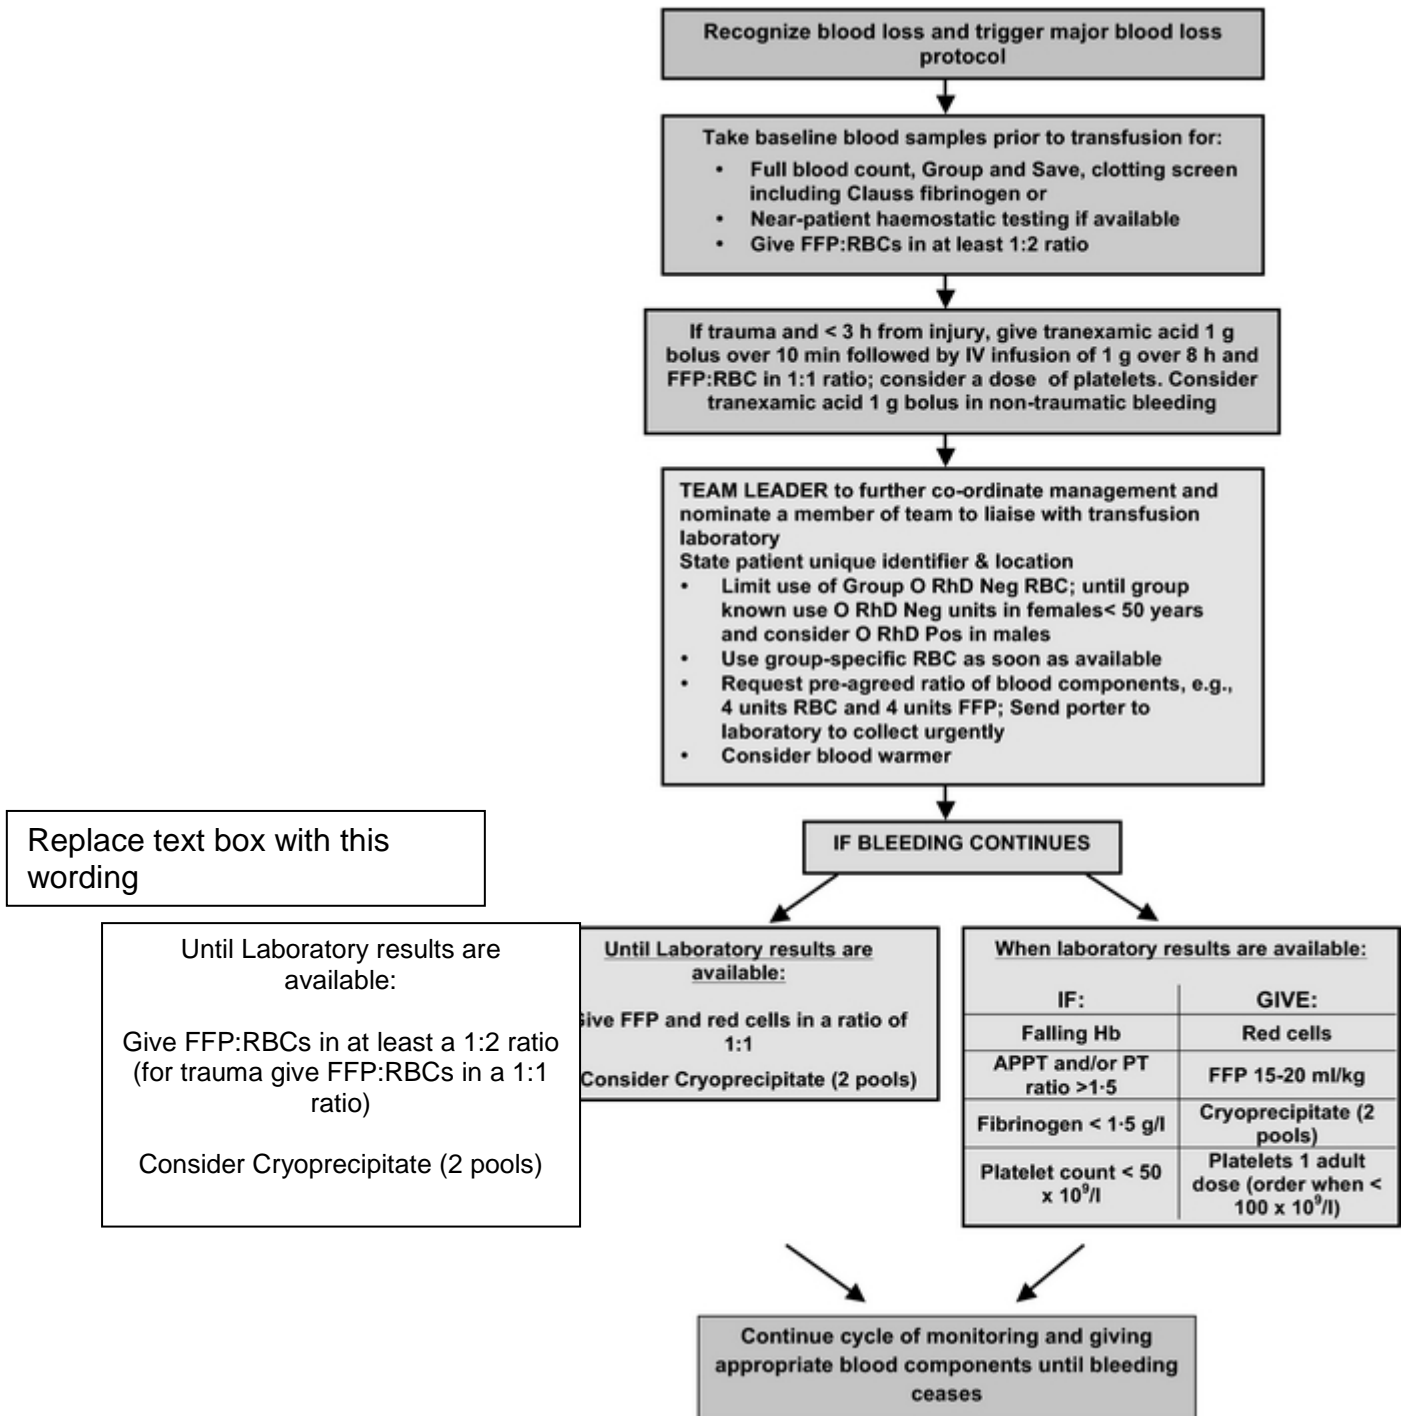 Recognize blood loss and trigger major blood loss
protocol
Take baseline blood samples prior to transfusion for:
• Full blood count, Group and Save, clotting screen
including Clauss fibrinogen or
• Near-patient haemostatic testing if available
• Give FFP:RBCs in at least 1:2 ratio
If trauma and < 3 h from injury, give tranexamic acid 1 g
bolus over 10 min followed by IV infusion of 1 g over 8 h and
FFP:RBC in 1:1 ratio; consider a dose of platelets. Consider
tranexamic acid 1 g bolus in non-traumatic bleeding
TEAM LEADER to further co-ordinate management and
nominate a member of team to liaise with transfusion
laboratory
State patient unique identifier & location
• Limit use of Group O RhD Neg RBC; until group
known use O RhD Neg units in females< 50 years
and consider O RhD Pos in males
• Use group-specific RBC as soon as available
• Request pre-agreed ratio of blood components, e.g.,
4 units RBC and 4 units FFP; Send porter to
laboratory to collect urgently
• Consider blood warmer
IF BLEEDING CONTINUES
Replace text box with this
wording
Until Laboratory results are
available:
Give FFP:RBCs in at least a 1:2 ratio
(for trauma give FFP:RBCs in a 1:1
ratio)
Consider Cryoprecipitate (2 pools)
Until Laboratory results are
available:
Give FFP and red cells in a ratio of
1:1
Consider Cryoprecipitate (2 pools)
When laboratory results are available:
IF:
GIVE:
Falling Hb
Red cells
APPT and/or PT
ratio >1·5
FFP 15-20 ml/kg
Fibrinogen < 1·5 g/l
Cryoprecipitate (2
pools)
Platelet count < 50
x 10⁹/l
Platelets 1 adult
dose (order when <
100 x 10⁹/l)
Continue cycle of monitoring and giving
appropriate blood components until bleeding
ceases